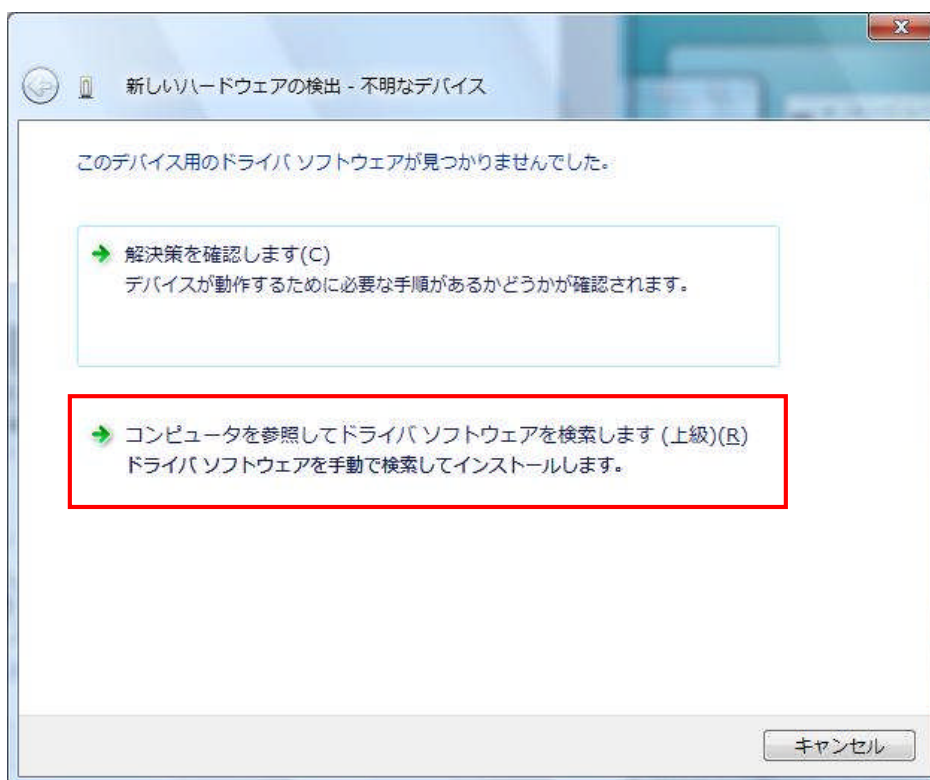 新しいハードウェアの検出 - 不明なデバイス
このデバイス用のドライバ ソフトウェアが見つかりませんでした。
解決策を確認します(C)
デバイスが動作するために必要な手順があるかどうかが確認されます。
コンピュータを参照してドライバ ソフトウェアを検索します (上級)(R)
ドライバ ソフトウェアを手動で検索してインストールします。
キャンセル